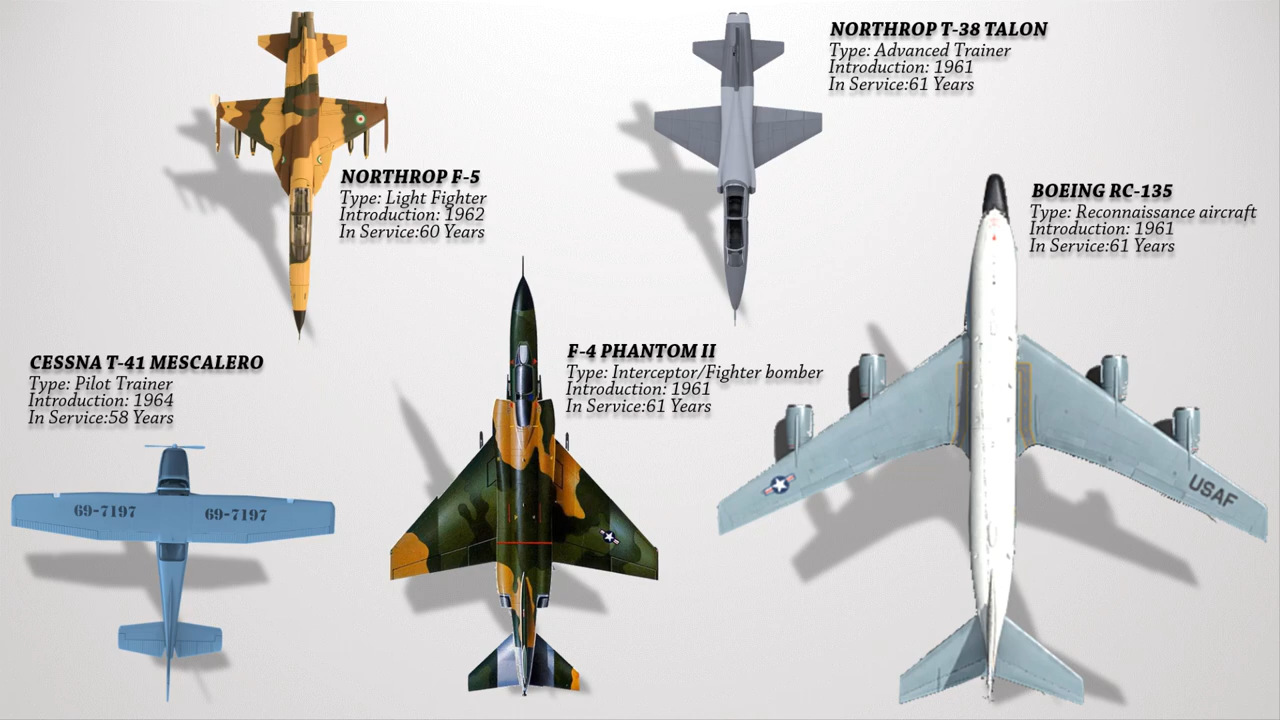 NORTHROP T-38 TALON
Type: Advanced Trainer
Introduction: 1961
In Service:61 Years
NORTHROP F-5
Type: Light Fighter
Introduction: 1962
In Service:60 Years
BOEING RC-135
Type: Reconnaissance aircraft
Introduction: 1961
In Service:61 Years
F-4 PHANTOM II
Type: Interceptor/Fighter bomber
Introduction: 1961
In Service:61 Years
CESSNA T-41 MESCALERO
Type: Pilot Trainer
Introduction: 1964
In Service:58 Years
69-7197 69-7197
USAF